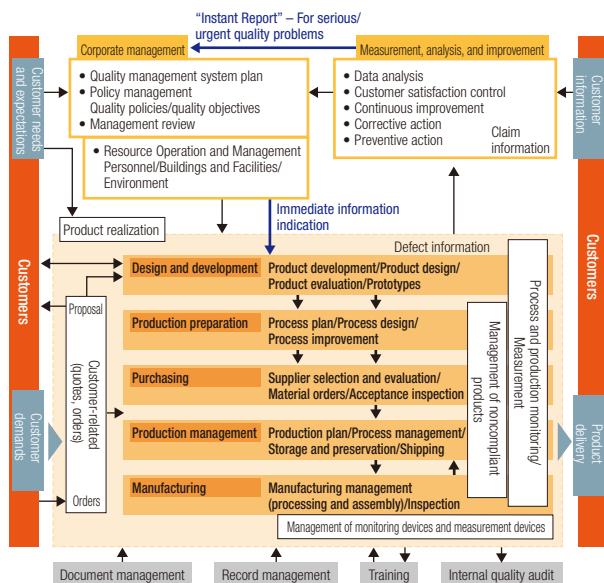 “Instant Report” – For serious/
urgent quality problems
Corporate management
Measurement, analysis, and improvement
Customer needs
and expectations
• Quality management system plan
• Policy management
Quality policies/quality objectives
• Management review
• Resource Operation and Management
Personnel/Buildings and Facilities/
Environment
• Data analysis
• Customer satisfaction control
• Continuous improvement
• Corrective action
• Preventive action
Claim
information
Customer
information
Product realization
Immediate information
indication
Defect information
Customers
Customers
Design and development
Product development/Product design/
Product evaluation/Prototypes
Production preparation
Process plan/Process design/
Process improvement
Purchasing
Supplier selection and evaluation/
Material orders/Acceptance inspection
Production management
Production plan/Process management/
Storage and preservation/Shipping
Manufacturing
Manufacturing management
(processing and assembly)/Inspection
Proposal
Customer-related
(quotes, orders)
Orders
Customer
demands
Management of noncompliant
products
Process and production monitoring/
Measurement
Product
delivery
Management of monitoring devices and measurement devices
Document management
Record management
Training
Internal quality audit